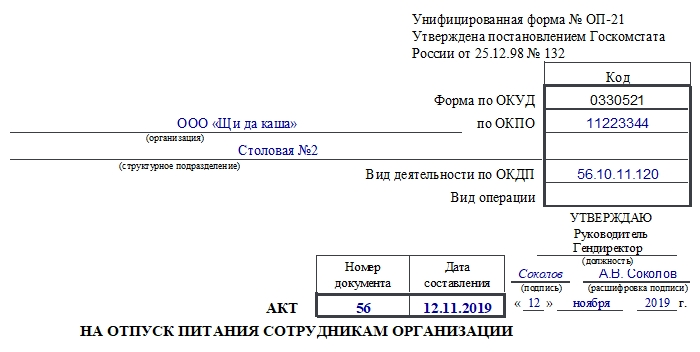 Унифицированная форма № ОП-21
Утверждена постановлением Госкомстата
России от 25.12.98 № 132
Код
Форма по ОКУД 0330521
ООО «Щи да каша» по ОКПО 11223344
(организация)
Столовая №2
(структурное подразделение)
Вид деятельности по ОКДП 56.10.11.120
Вид операции
УТВЕРЖДАЮ
Руководитель
Гендиректор
(должность)
Номер документа Дата составления
Соколов А.В. Соколов
(подпись) (расшифровка подписи)
АКТ 56 12.11.2019 « 12 » ноября 2019 г.
НА ОТПУСК ПИТАНИЯ СОТРУДНИКАМ ОРГАНИЗАЦИИ